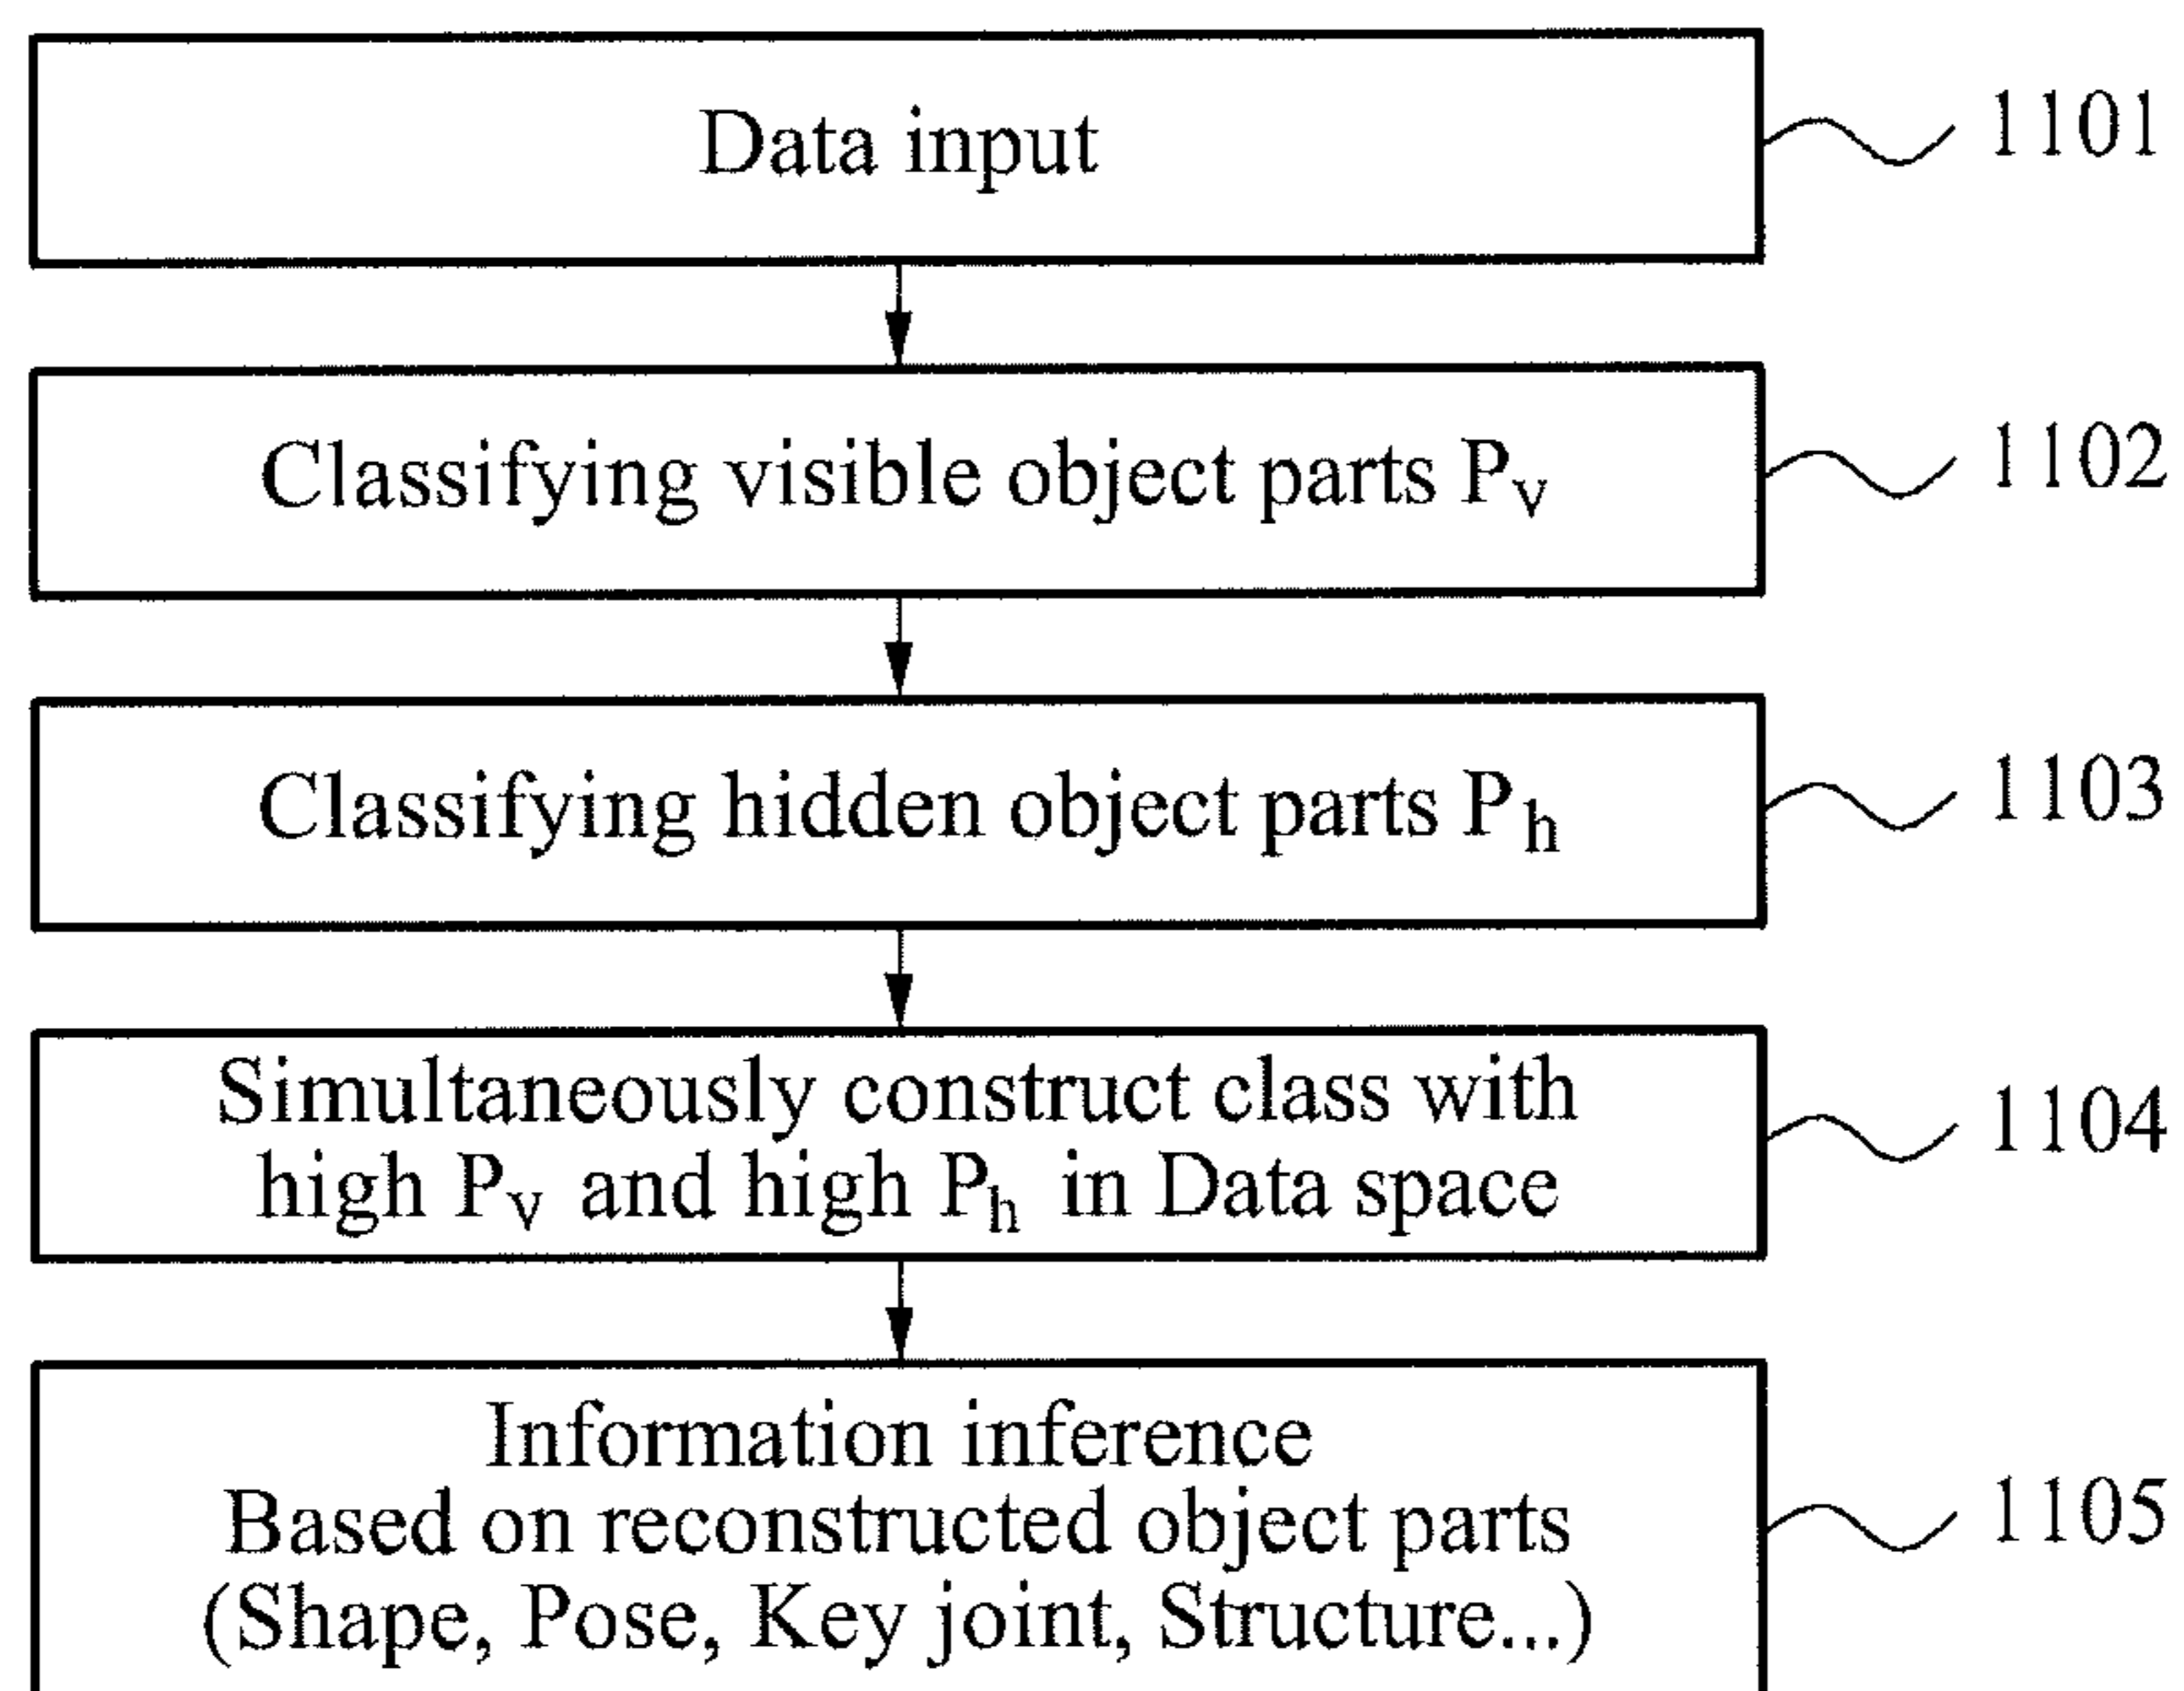 Data input
1101
Classifying visible object parts Pv
1102
Classifying hidden object parts Ph
1103
Simultaneously construct class with
high Pv and high Ph in Data space
1104
Information inference
Based on reconstructed object parts
(Shape, Pose, Key joint, Structure...)
1105